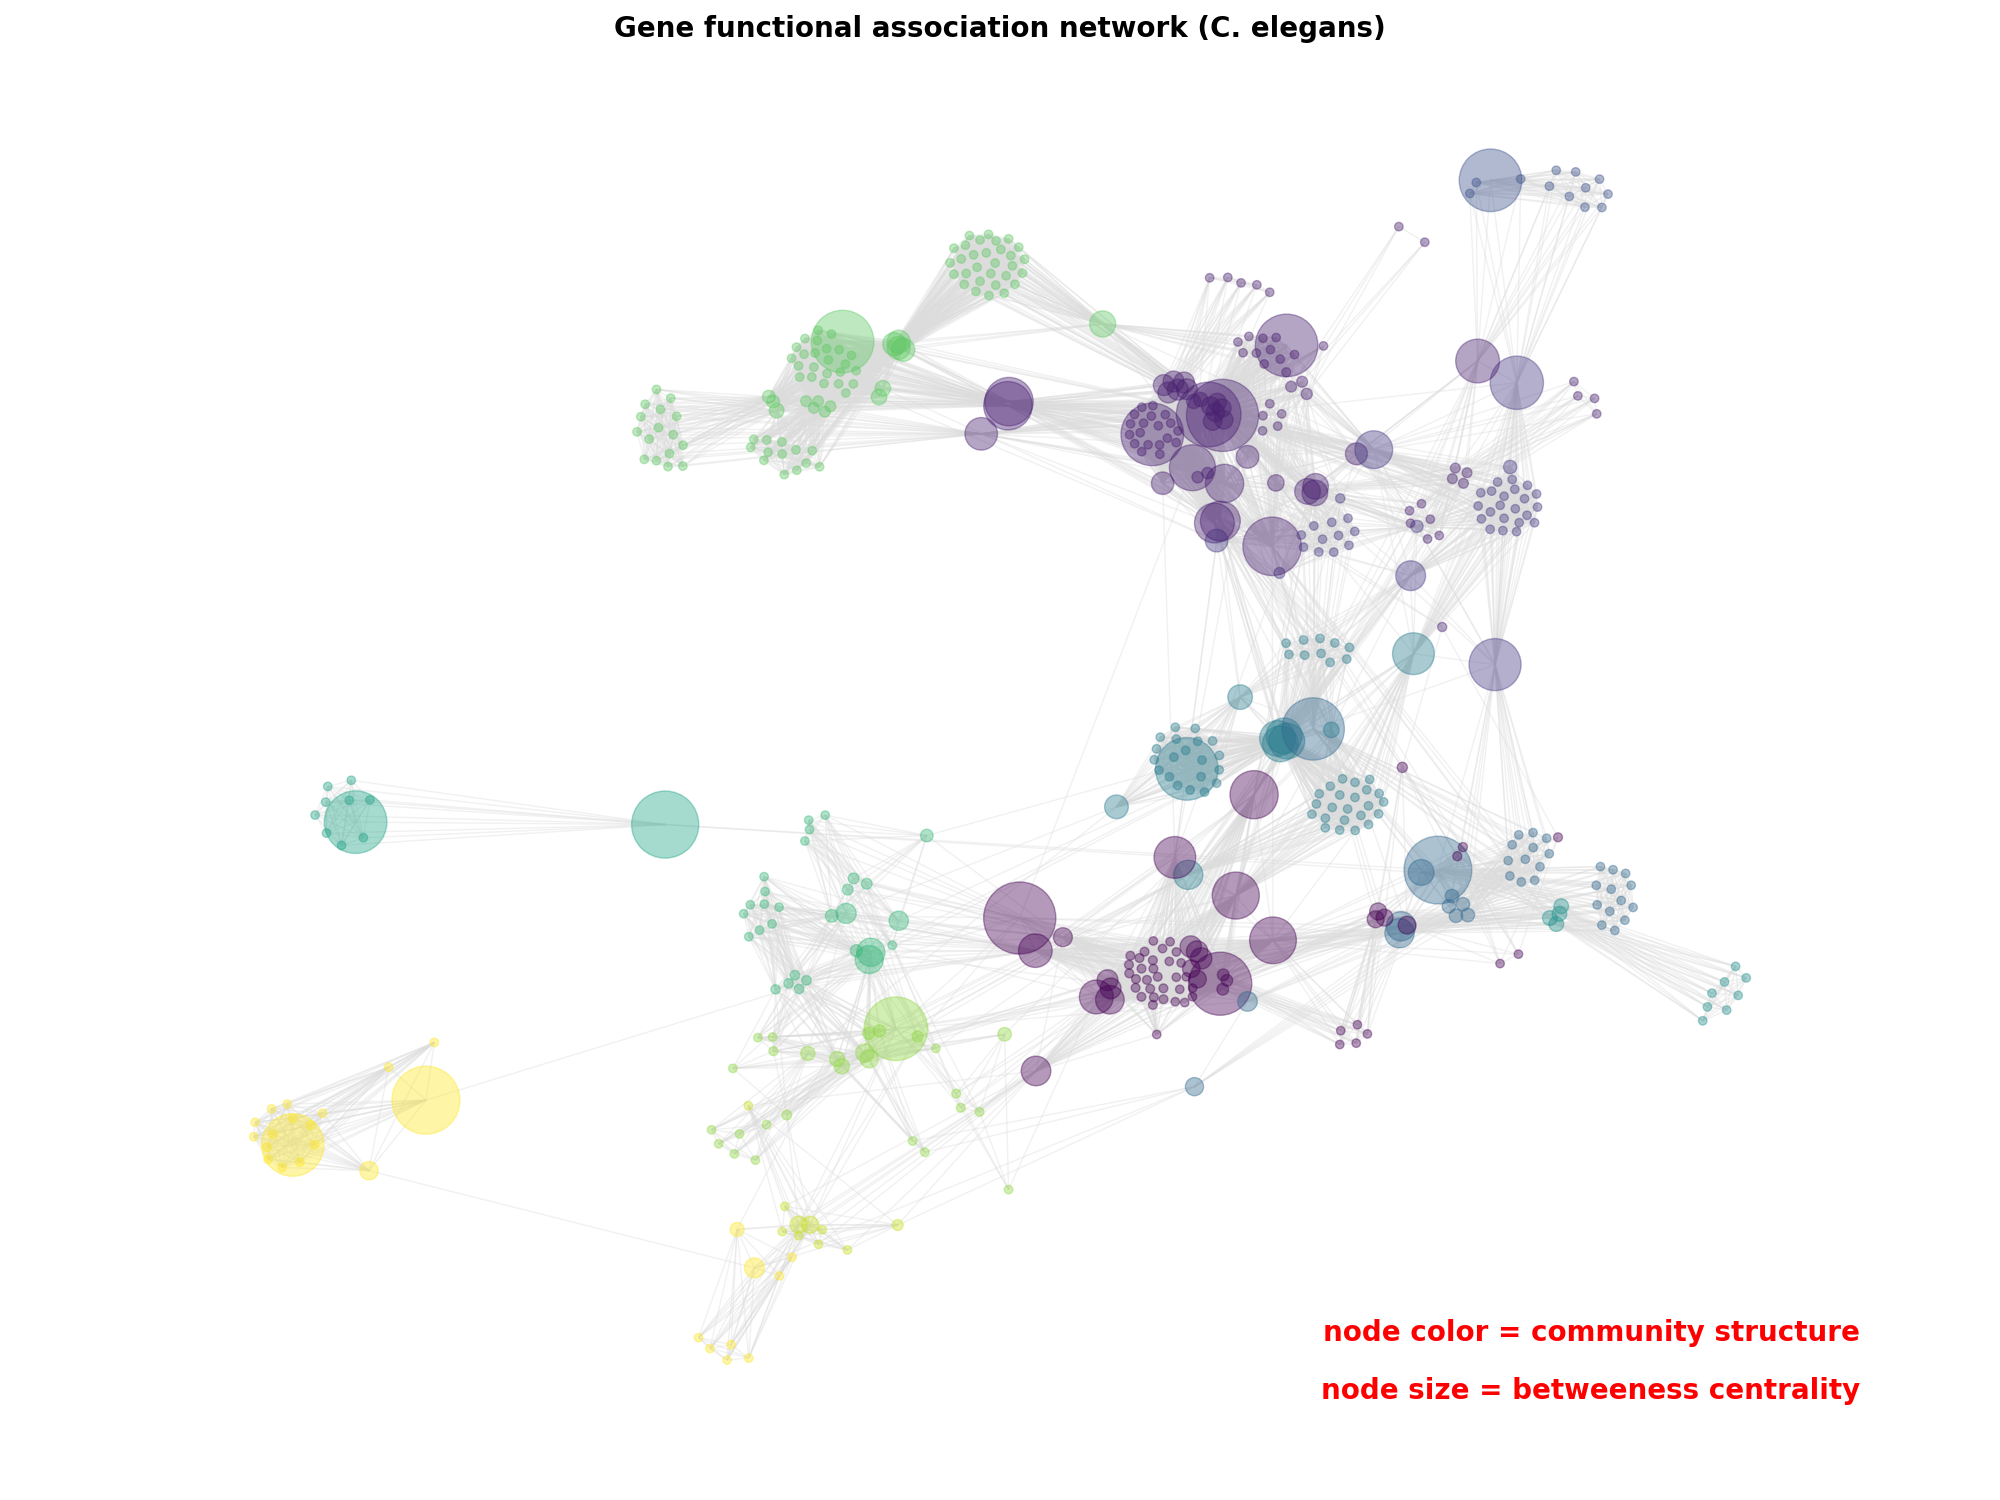 Gene functional association network (C. elegans)
node color = community structure
node size = betweeness centrality